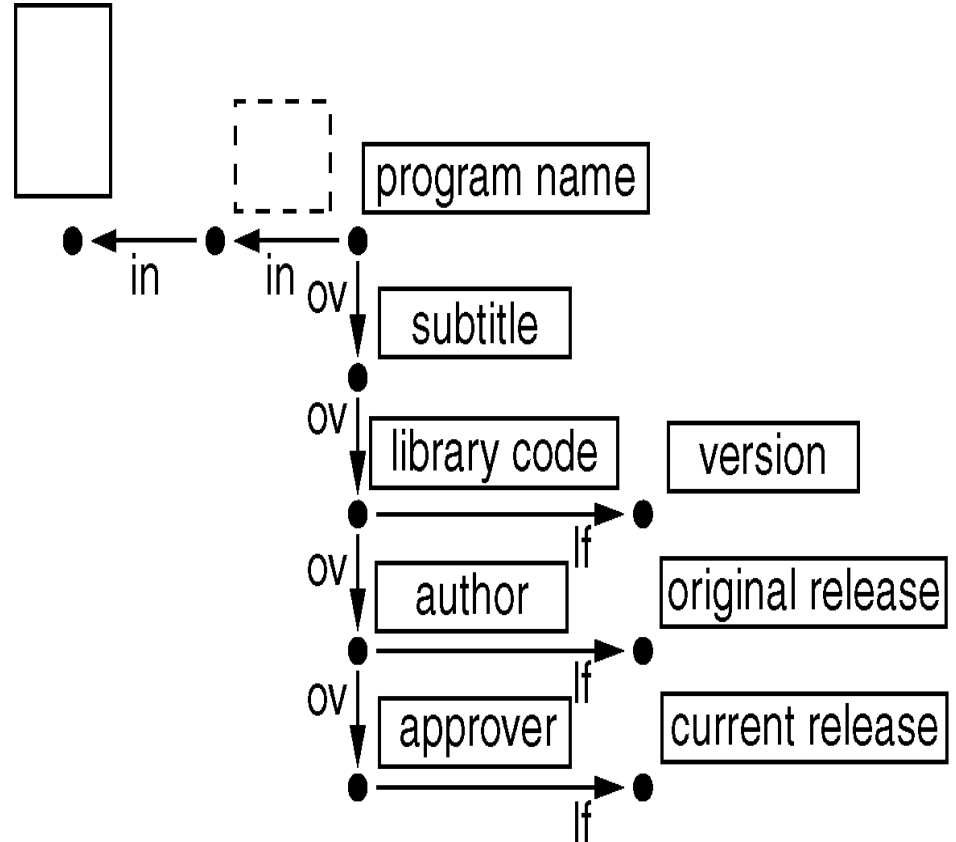 program name
in
in
ov
subtitle
ov
library code
version
lf
ov
author
original release
lf
ov
approver
current release
lf